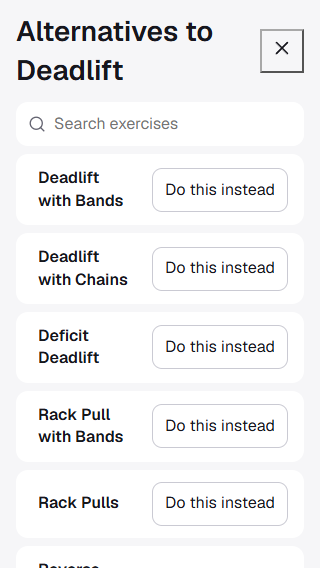 Alternatives to
Deadlift
Search exercises
Deadlift
with Bands
Do this instead
Deadlift
with Chains
Do this instead
Deficit
Deadlift
Do this instead
Rack Pull
with Bands
Do this instead
Rack Pulls
Do this instead
Reverse